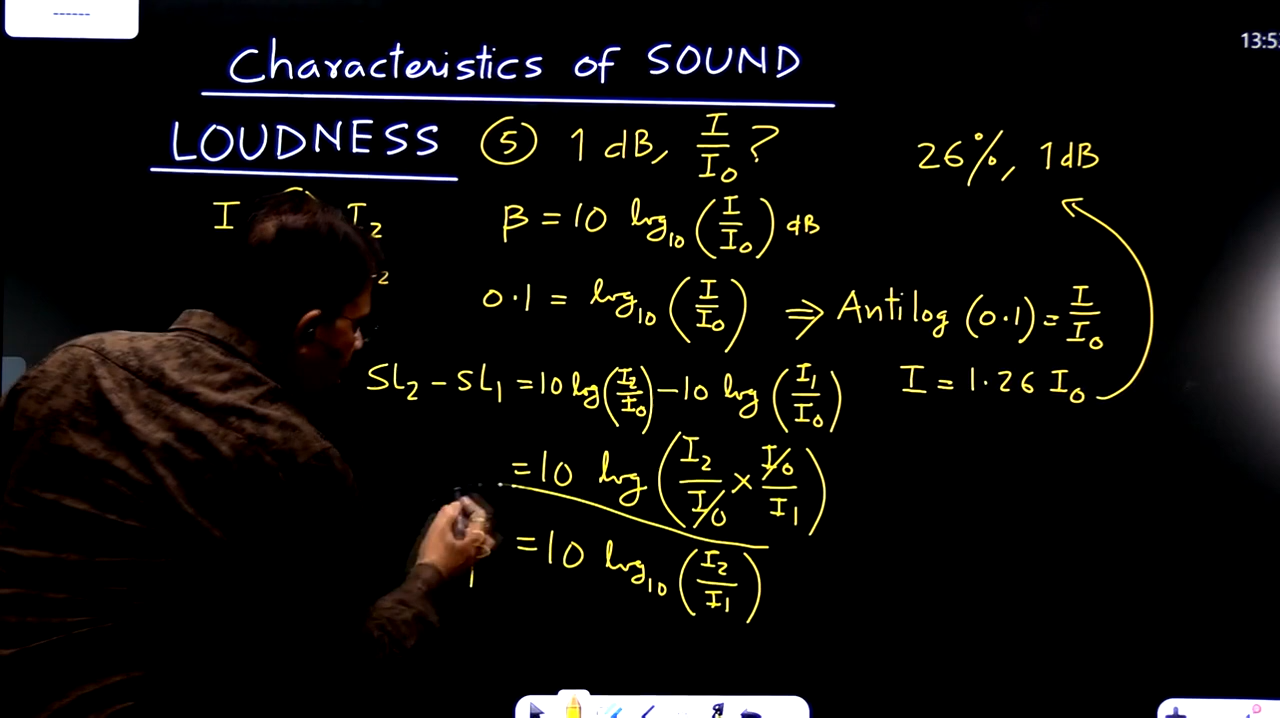 13:5
Characteristics of SOUND
LOUDNESS ⑤ 1 dB, I/I₀ ?
26%, 1dB
I I₂
β = 10 log₁₀ (I/I₀) dB
0.1 = log₁₀ (I/I₀) ⇒ Antilog (0.1) = I/I₀
SL₂ - SL₁ = 10 log (I₂/I₀) - 10 log (I₁/I₀)
I = 1.26 I₀
= 10 log (I₂/I₀ × I₀/I₁)
= 10 log₁₀ (I₂/I₁)